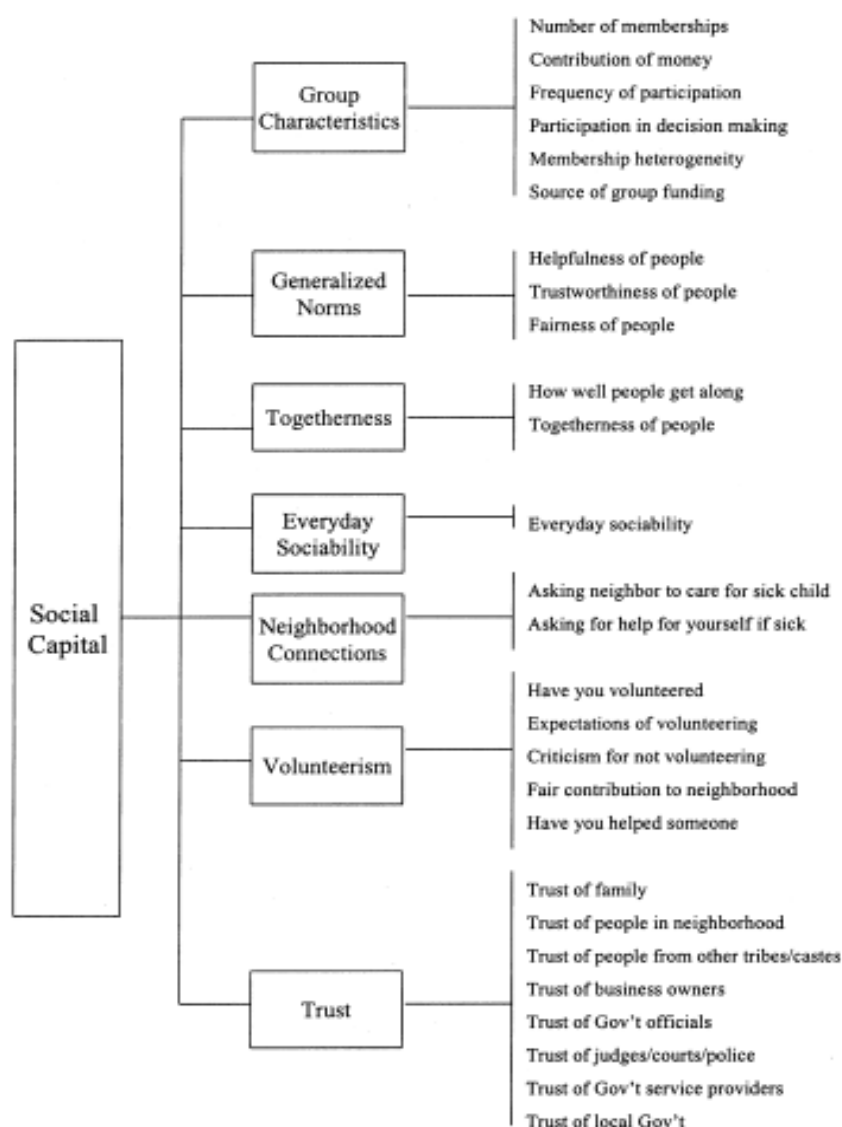 Social
Capital
Group
Characteristics
Number of memberships
Contribution of money
Frequency of participation
Participation in decision making
Membership heterogeneity
Source of group funding
Generalized
Norms
Helpfulness of people
Trustworthiness of people
Fairness of people
Togetherness
How well people get along
Togetherness of people
Everyday
Sociability
Everyday sociability
Neighborhood
Connections
Asking neighbor to care for sick child
Asking for help for yourself if sick
Volunteerism
Have you volunteered
Expectations of volunteering
Criticism for not volunteering
Fair contribution to neighborhood
Have you helped someone
Trust
Trust of family
Trust of people in neighborhood
Trust of people from other tribes/castes
Trust of business owners
Trust of Gov't officials
Trust of judges/courts/police
Trust of Gov't service providers
Trust of local Gov't